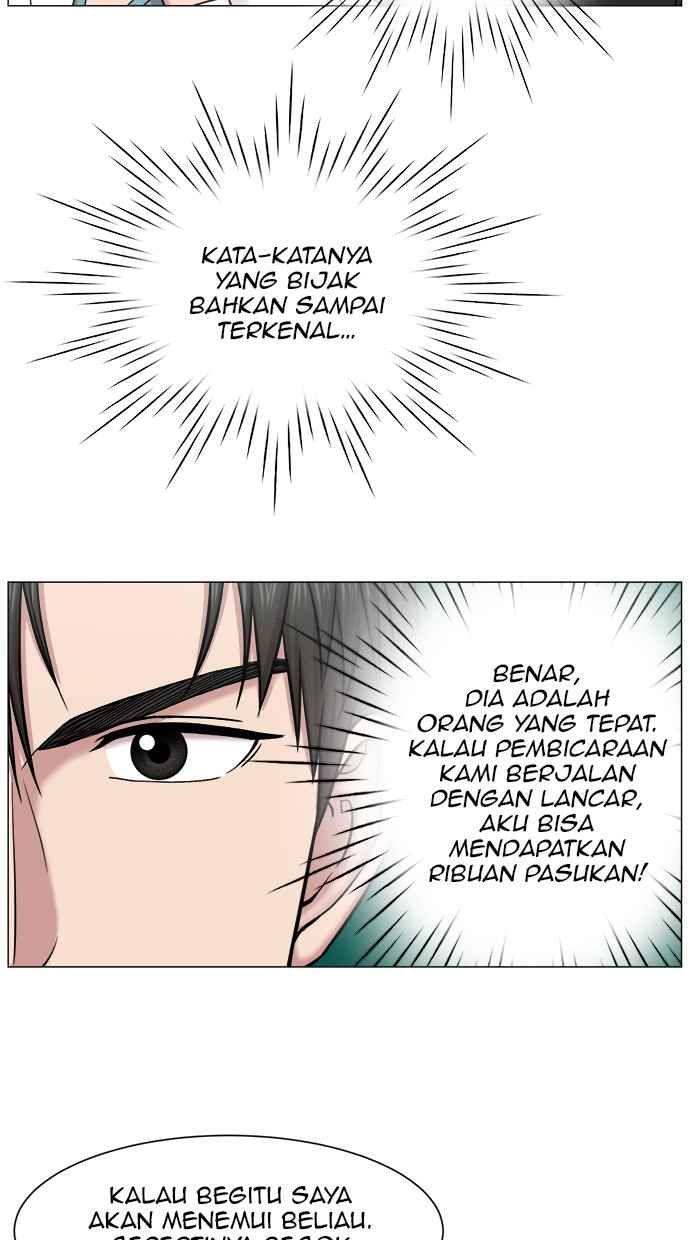 KATA-KATANYA
YANG BIJAK
BAHKAN SAMPAI
TERKENAL...
BENAR,
DIA ADALAH
ORANG YANG TEPAT.
KALAU PEMBICARAAN
KAMI BERJALAN
DENGAN LANCAR,
AKU BISA
MENDAPATKAN
RIBUAN PASUKAN!
KALAU BEGITU SAYA
AKAN MENEMUI BELIAU.